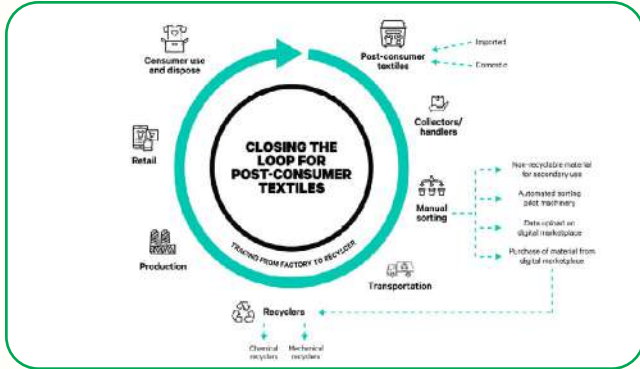 Consumer use
and dispose
Post-consumer
textiles
Imported
Domestic
Collectors/
handlers
CLOSING THE
LOOP FOR
POST-CONSUMER
TEXTILES
Retail
Manual
sorting
Non-recyclable material
for secondary use
Automated sorting
pilot machinery
Data upload on
digital marketplace
Purchase of material from
digital marketplace
TRACING FROM FACTORY TO RECYCLER
Production
Transportation
Recyclers
Chemical
recyclers
Mechanical
recyclers